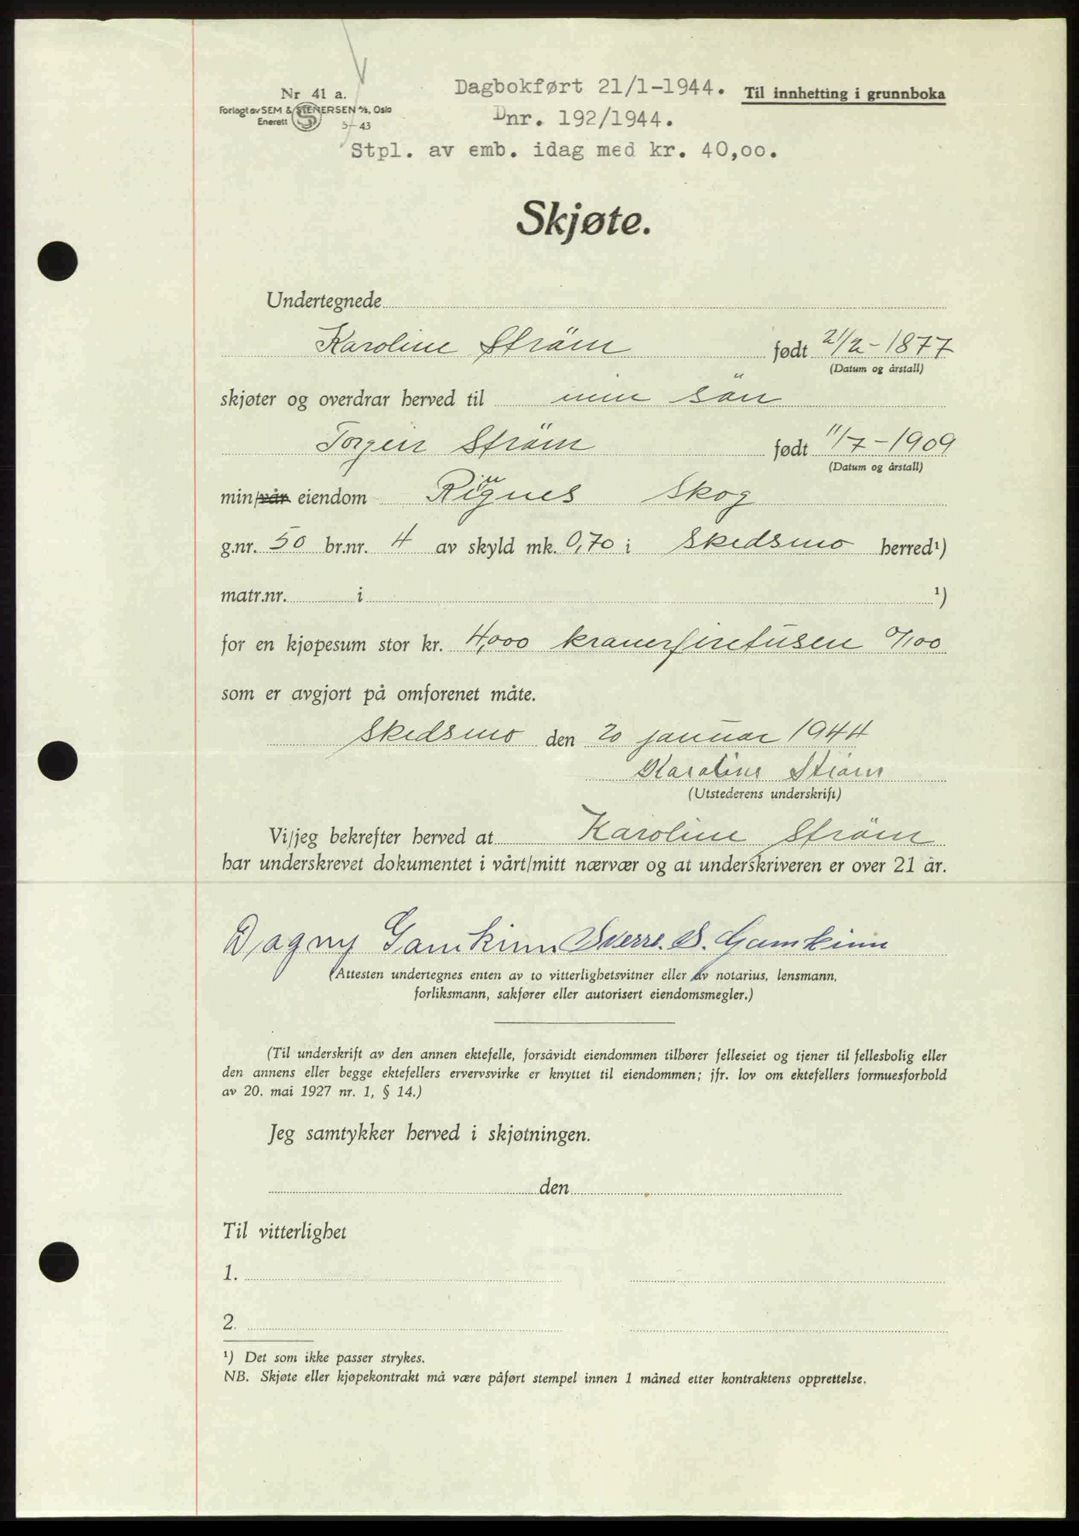 Nr 41 a.
Forlagt av SEM & STENERSEN A/S, Oslo
Enerett
5-43
Dagbokført 21/1-1944.
Til innhefting i grunnboka
Dnr. 192/1944.
Stpl. av emb. idag med kr. 40,oo.
Skjøte.
Undertegnede
Karoline Strøm født 21/2-1877
(Datum og årstall)
skjøter og overdrar herved til min sön
Torgeir Strøm født 11/7-1909
(Datum og årstall)
min/vår eiendom Rignes Skog
g.nr. 50 br.nr. 4 av skyld mk. 0,70 i Skedsmo herred¹)
matr.nr. i ¹)
for en kjøpesum stor kr. 4,000 kronerfiretusen 0/100
som er avgjort på omforenet måte.
Skedsmo den 20 januar 1944
Karoline Strøm
(Utstederens underskrift)
Vi/jeg bekrefter herved at Karoline Strøm
har underskrevet dokumentet i vårt/mitt nærvær og at underskriveren er over 21 år.
Dagny Gamkinn Sverre S. Gamkinn
(Attesten undertegnes enten av to vitterlighetsvitner eller av notarius, lensmann,
forliksmann, sakfører eller autorisert eiendomsmegler.)
(Til underskrift av den annen ektefelle, forsåvidt eiendommen tilhører felleseiet og tjener til fellesbolig eller
den annens eller begge ektefellers ervervsvirke er knyttet til eiendommen; jfr. lov om ektefellers formuesforhold
av 20. mai 1927 nr. 1, § 14.)
Jeg samtykker herved i skjøtningen.
den
Til vitterlighet
1.
2.
¹) Det som ikke passer strykes.
NB. Skjøte eller kjøpekontrakt må være påført stempel innen 1 måned etter kontraktens opprettelse.